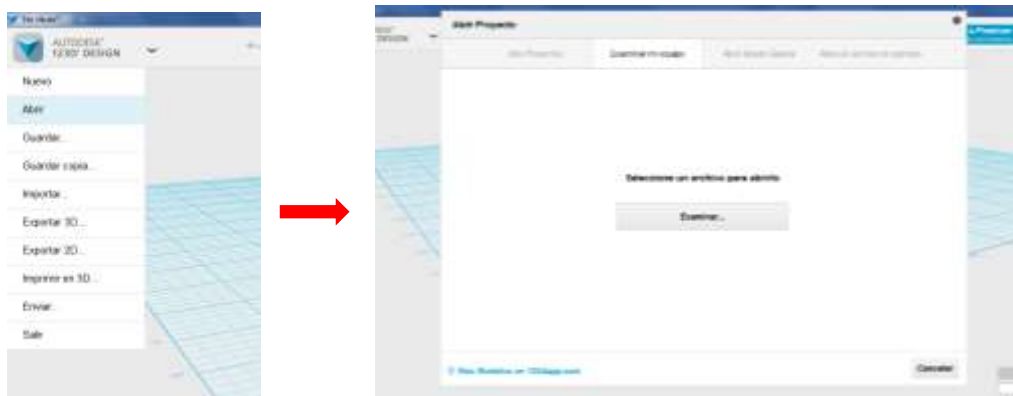 AUTODESK
123D DESIGN
Nuevo
Abrir
Guardar...
Guardar copia...
Importar...
Exportar 3D...
Exportar 2D...
Imprimir en 3D...
Enviar
Salir
Abrir Proyecto
Examinar mi equipo
Seleccione un archivo para abrirlo
Examinar...
Cancelar